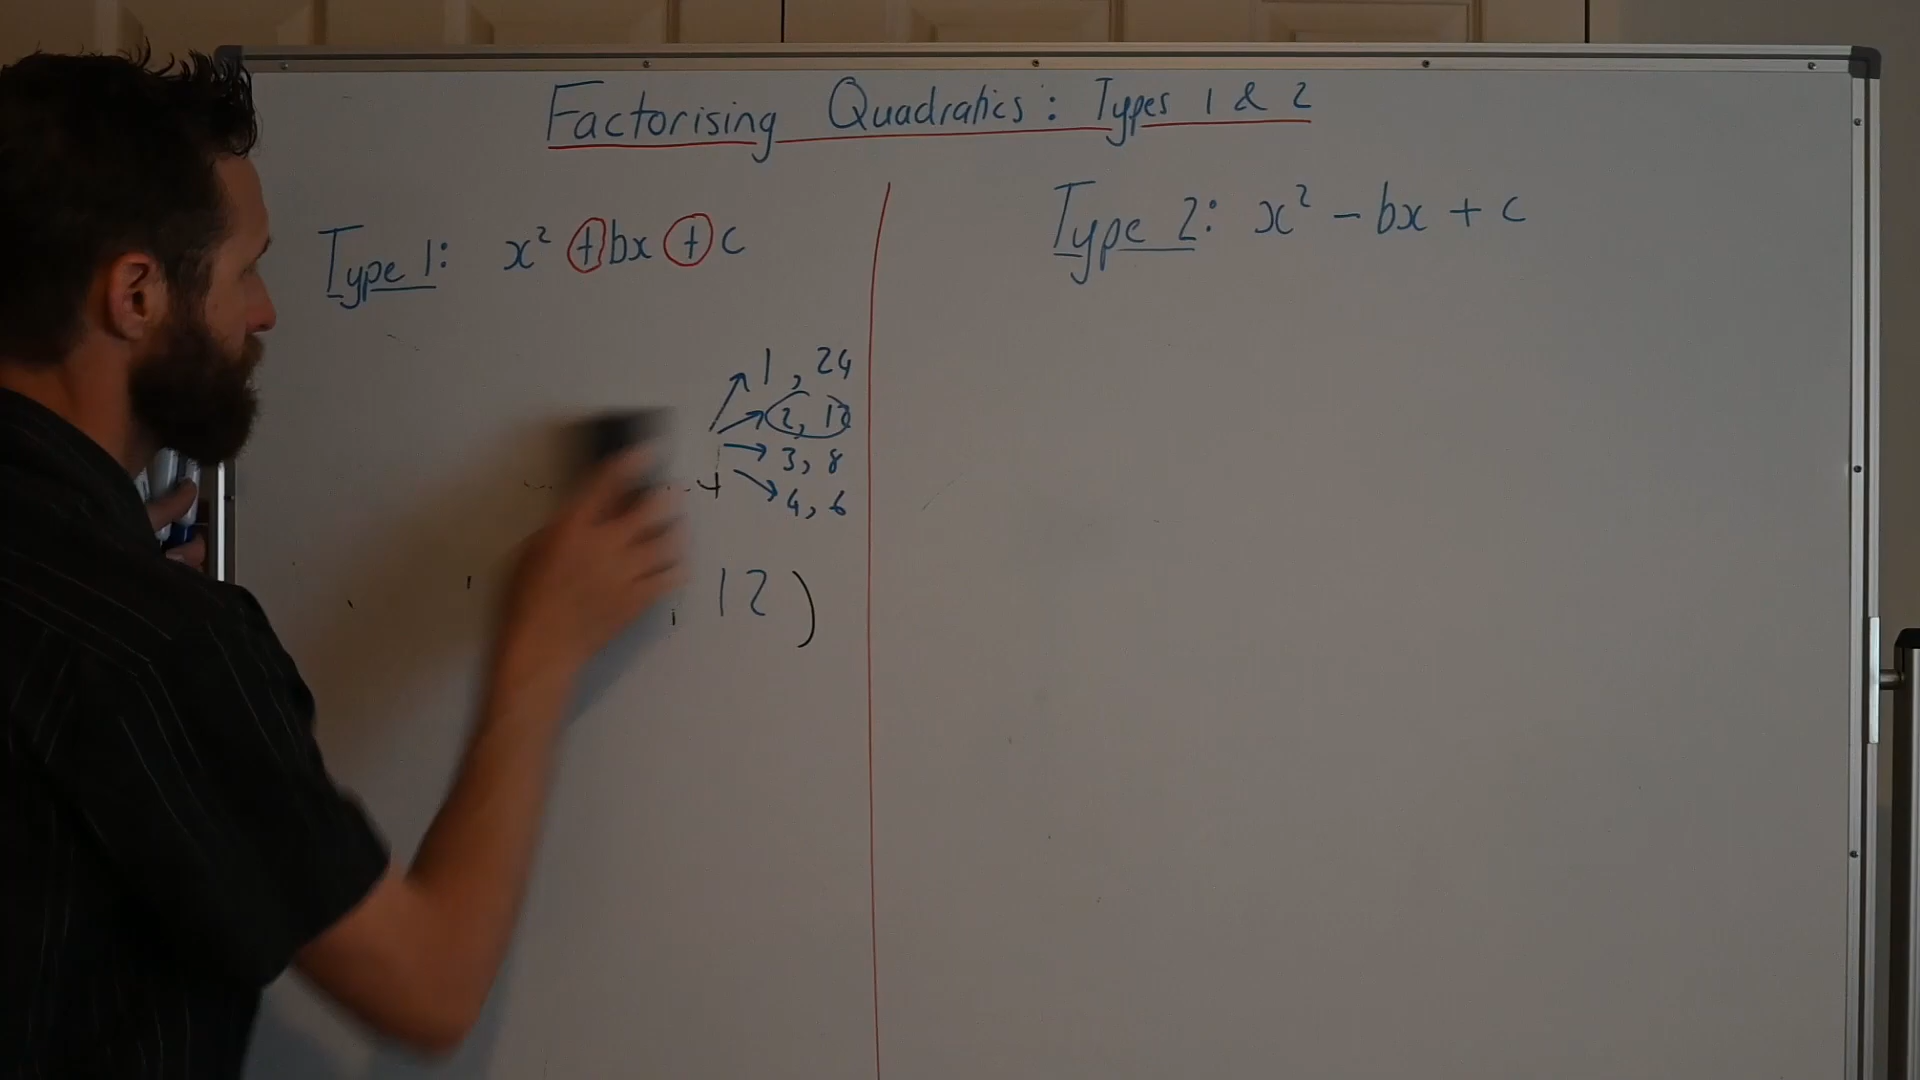 Factorising Quadratics: Types 1 & 2
Type 1: x² + bx + c
Type 2: x² - bx + c
1, 24
2, 12
3, 8
4, 6
12)